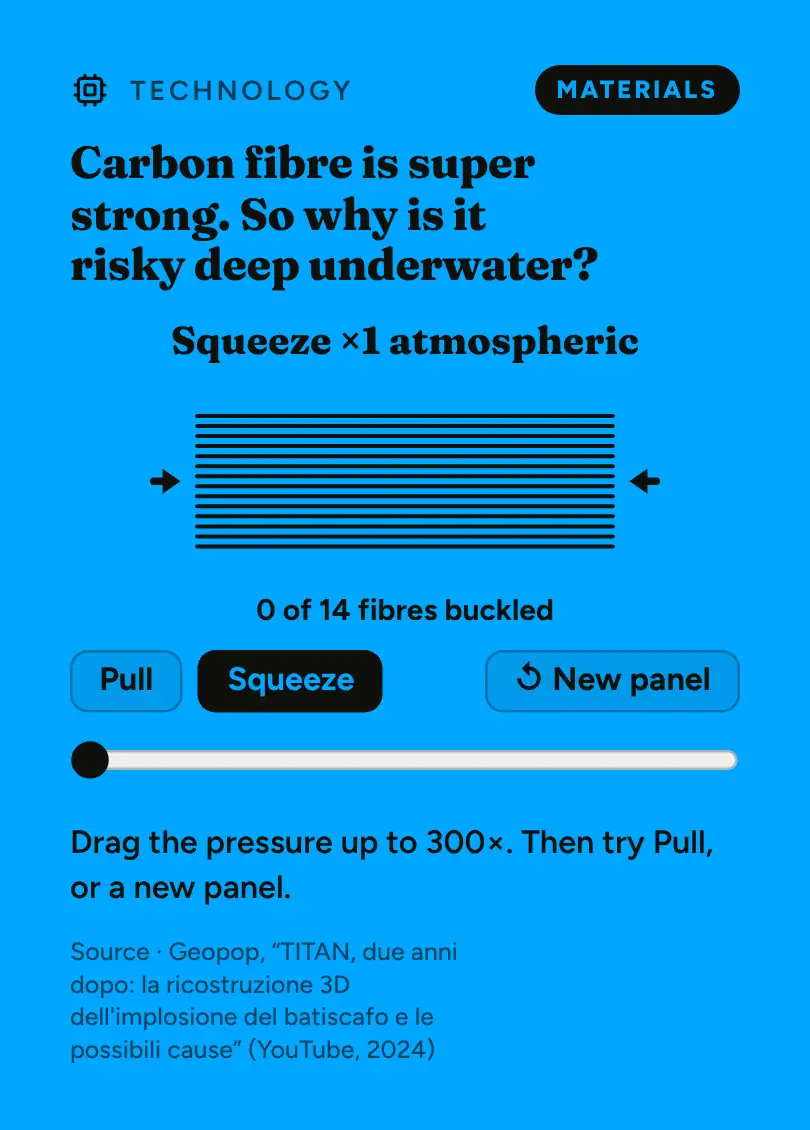 TECHNOLOGY
MATERIALS
Carbon fibre is super
strong. So why is it
risky deep underwater?
Squeeze ×1 atmospheric
0 of 14 fibres buckled
Pull
Squeeze
New panel
Drag the pressure up to 300×. Then try Pull,
or a new panel.
Source · Geopop, “TITAN, due anni
dopo: la ricostruzione 3D
dell'implosione del batiscafo e le
possibili cause” (YouTube, 2024)